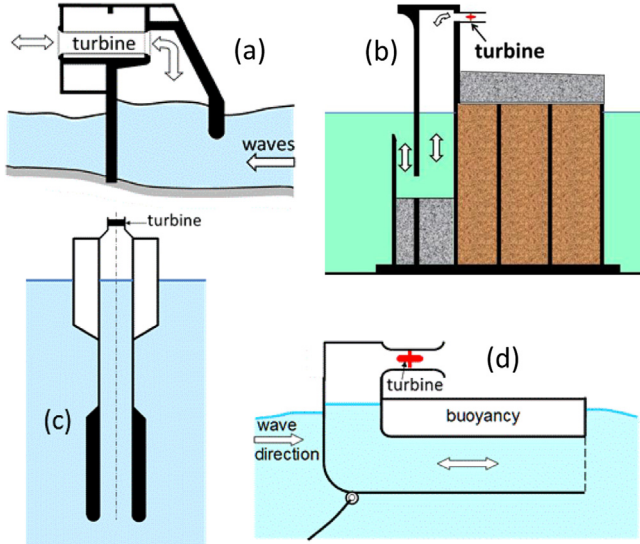 turbine
(a)
waves
(b)
turbine
turbine
(c)
(d)
turbine
buoyancy
wave
direction